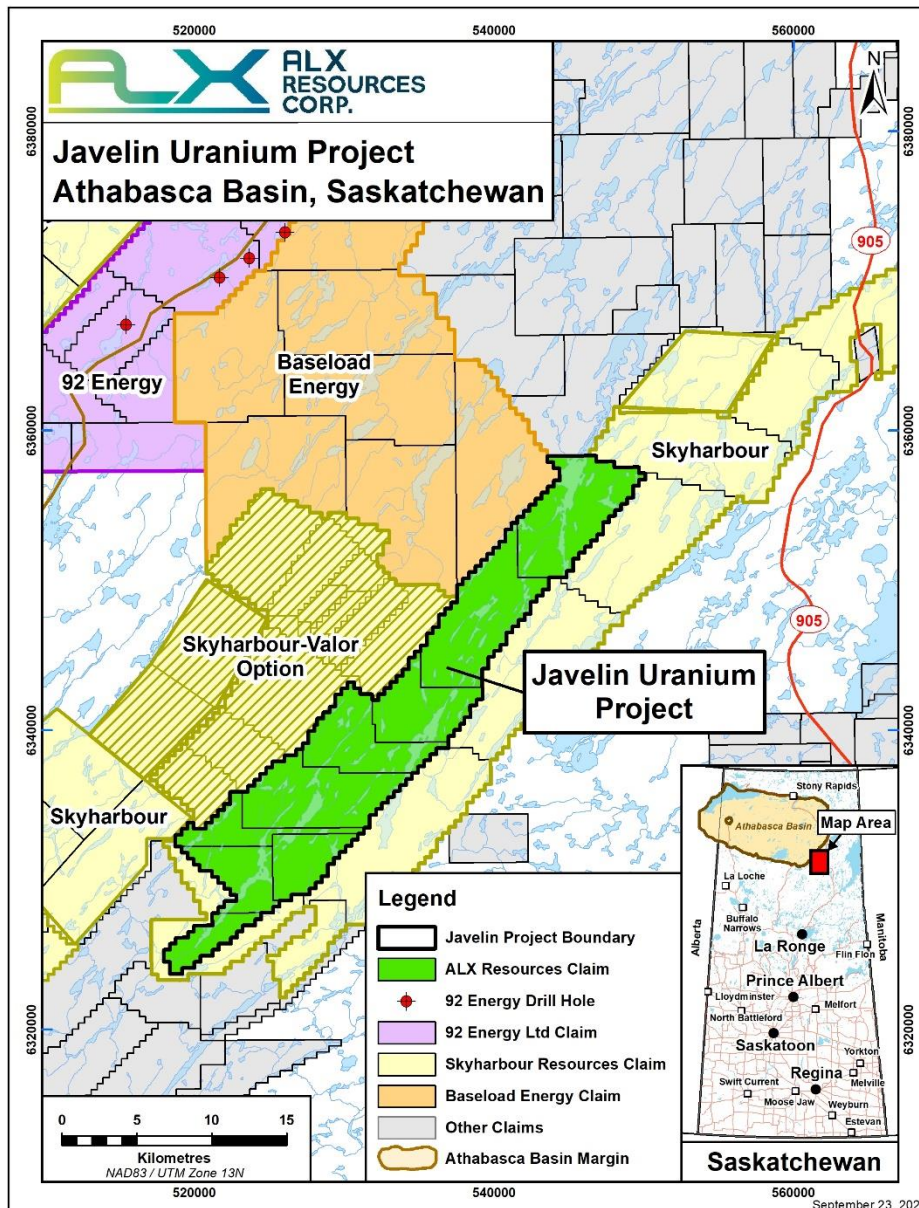 520000
540000
560000
ALX
ALX
RESOURCES
CORP.
N
Javelin Uranium Project
Athabasca Basin, Saskatchewan
6380000
6380000
905
92 Energy
Baseload
Energy
Skyharbour
6360000
6360000
905
Skyharbour-Valor
Option
Javelin Uranium
Project
6340000
6340000
Skyharbour
Stony Rapids
Athabasca Basin
Map Area
La Loche
Buffalo
Narrows
Alberta
Manitoba
La Ronge
Flin Flon
Prince Albert
Lloydminster
Melfort
North Battleford
Saskatoon
Yorkton
Regina
Melville
Swift Current
Moose Jaw
Weyburn
Estevan
Saskatchewan
Legend
Javelin Project Boundary
ALX Resources Claim
92 Energy Drill Hole
92 Energy Ltd Claim
Skyharbour Resources Claim
Baseload Energy Claim
Other Claims
Athabasca Basin Margin
6320000
6320000
0 5 10 15
Kilometres
NAD83 / UTM Zone 13N
520000
540000
560000
September 23,